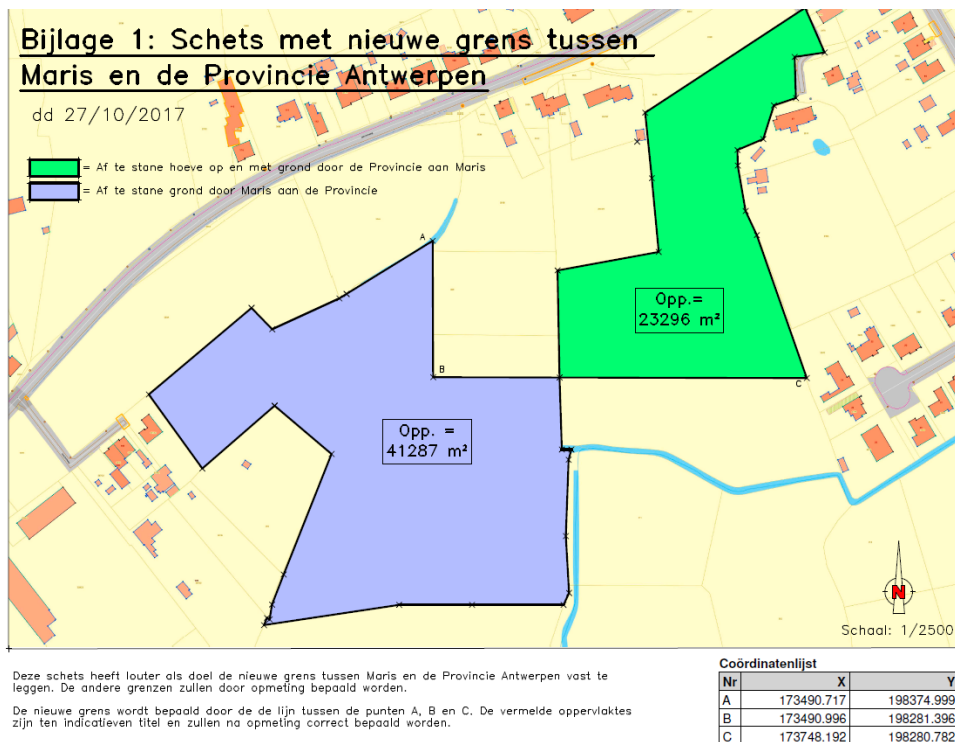 Bijlage 1: Schets met nieuwe grens tussen
Maris en de Provincie Antwerpen
dd 27/10/2017
= Af te stane hoeve op en met grond door de Provincie aan Maris
= Af te stane grond door Maris aan de Provincie
A
B
C
Opp.=
23296 m²
Opp. =
41287 m²
N
Schaal: 1/2500
Deze schets heeft louter als doel de nieuwe grens tussen Maris en de Provincie Antwerpen vast te
leggen. De andere grenzen zullen door opmeting bepaald worden.
De nieuwe grens wordt bepaald door de de lijn tussen de punten A, B en C. De vermelde oppervlaktes
zijn ten indicatieven titel en zullen na opmeting correct bepaald worden.
Coördinatenlijst
Nr X Y
A 173490.717 198374.999
B 173490.996 198281.396
C 173748.192 198280.782